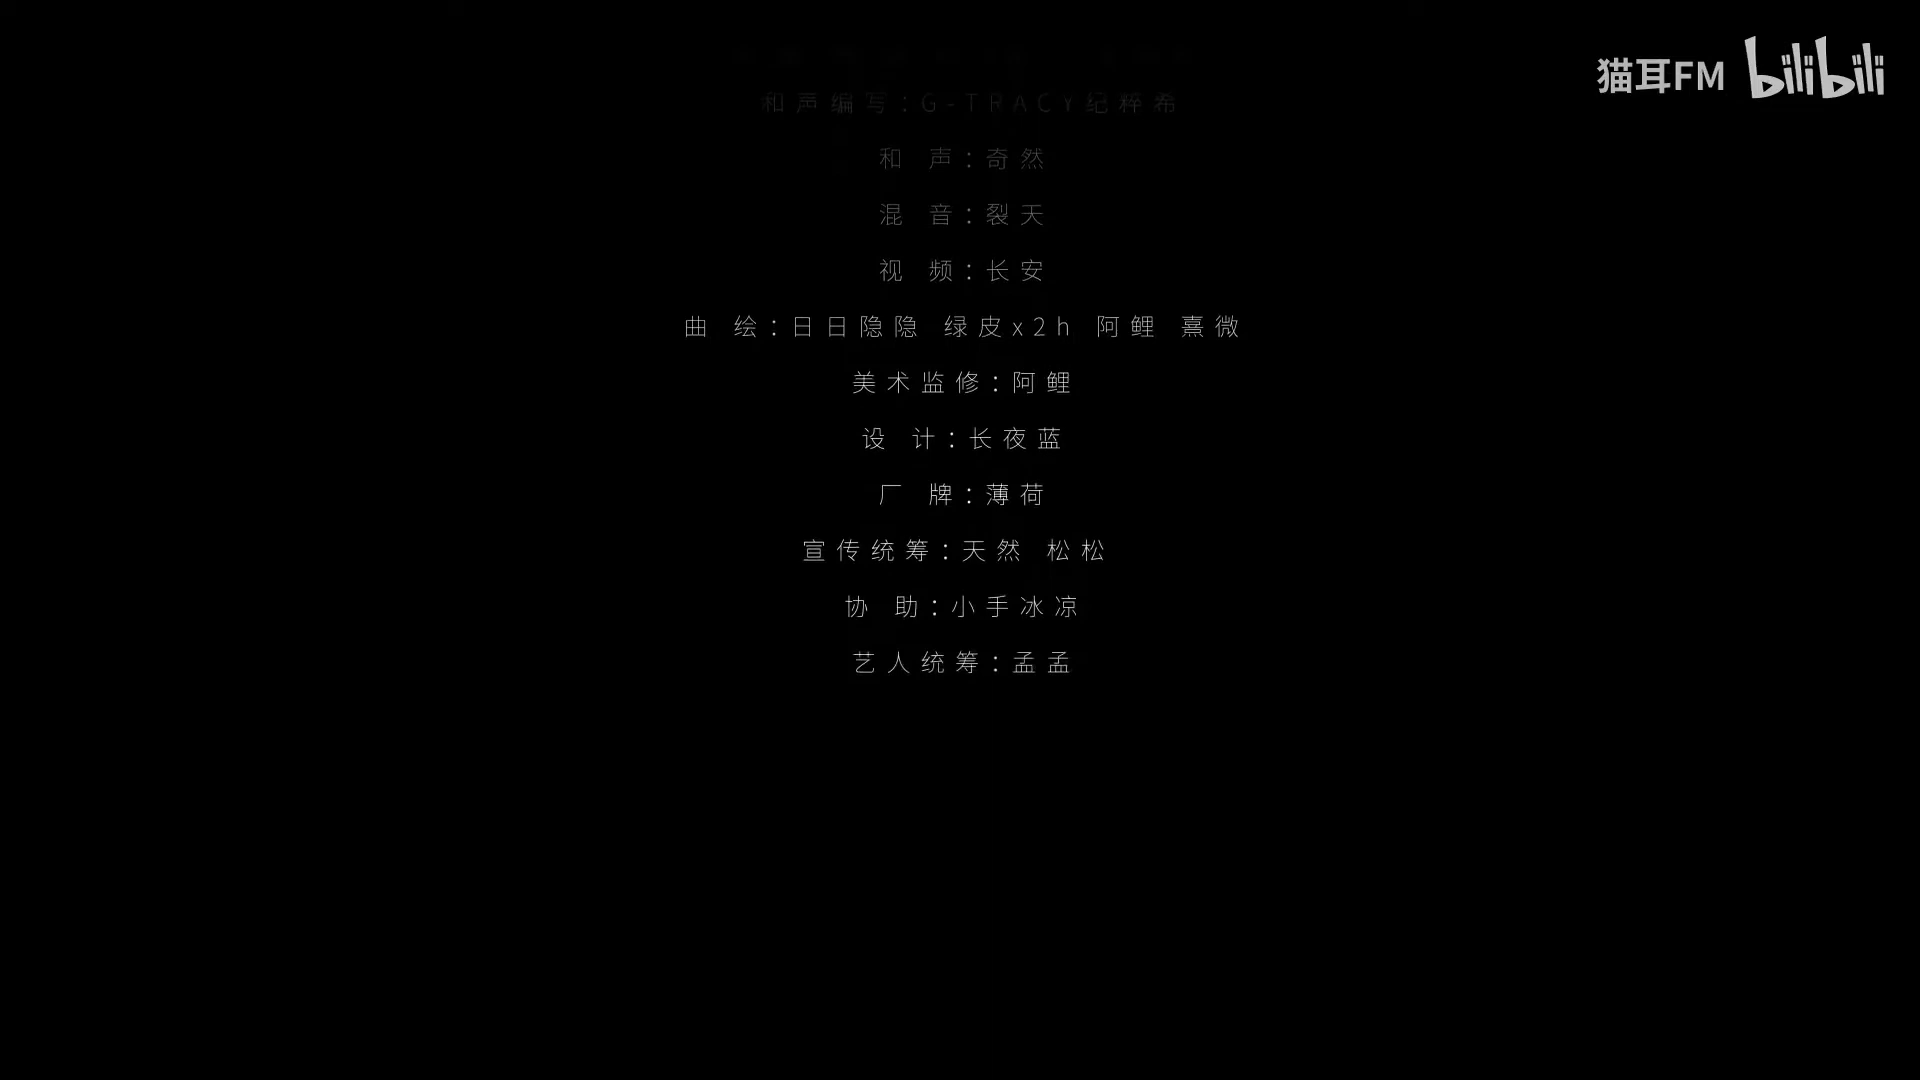 猫耳FM bilibili
和声编写:G-TRACY纪粹希
和 声:奇然
混 音:裂天
视 频:长安
曲 绘:日日隐隐 绿皮x2h 阿鲤 熹微
美术监修:阿鲤
设 计:长夜蓝
厂 牌:薄荷
宣传统筹:天然 松松
协 助:小手冰凉
艺人统筹:孟孟